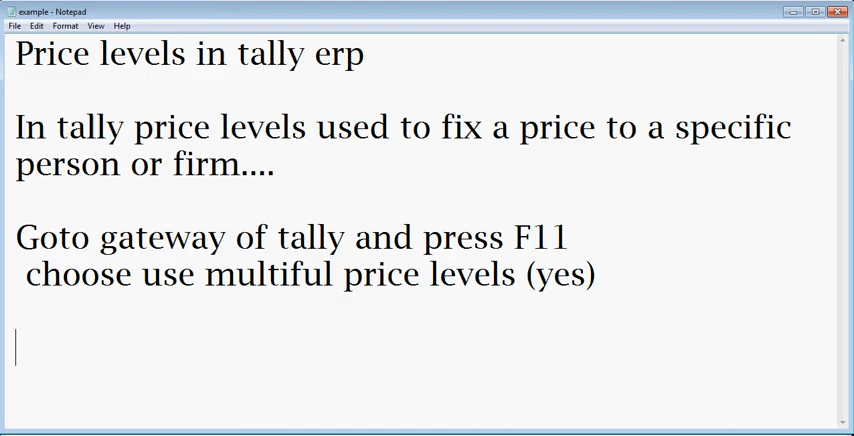 example - Notepad
File Edit Format View Help
Price levels in tally erp
In tally price levels used to fix a price to a specific
person or firm....
Goto gateway of tally and press F11
choose use multiful price levels (yes)